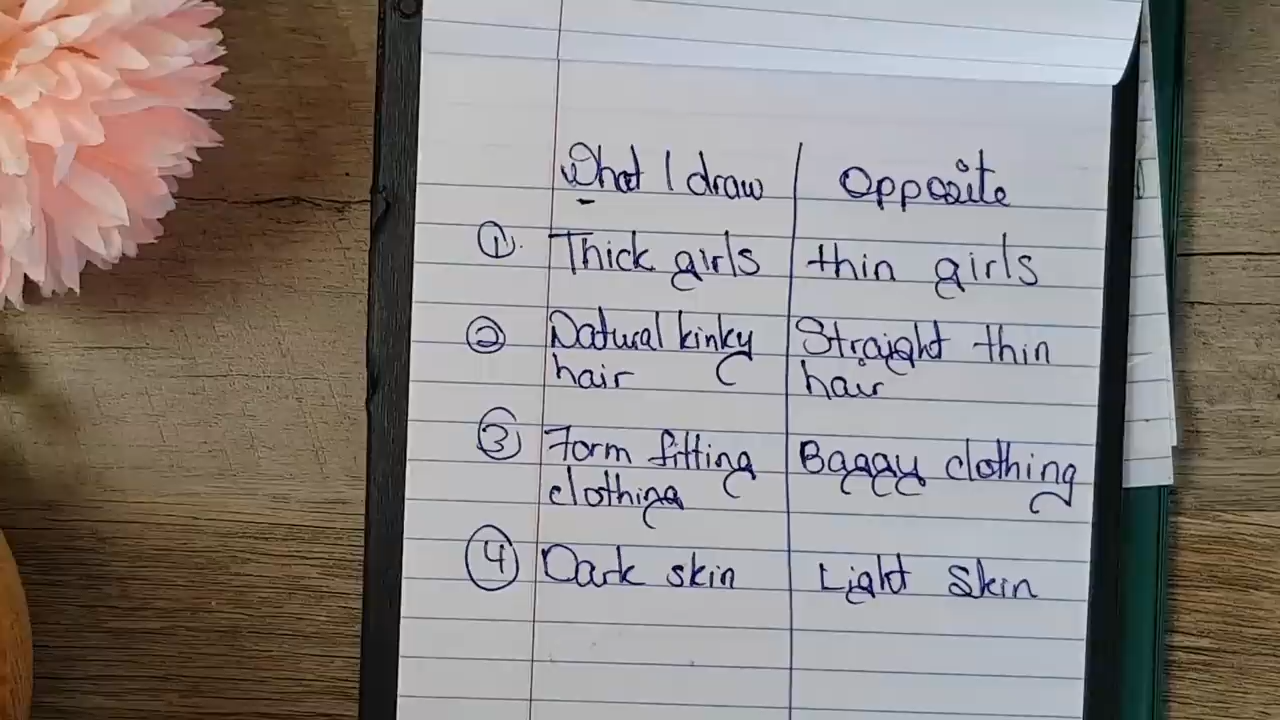 What I draw | Opposite
1. Thick girls | thin girls
2 Natural kinky hair | Straight thin hair
3 Form fitting clothing | Baggy clothing
4 Dark skin | Light skin